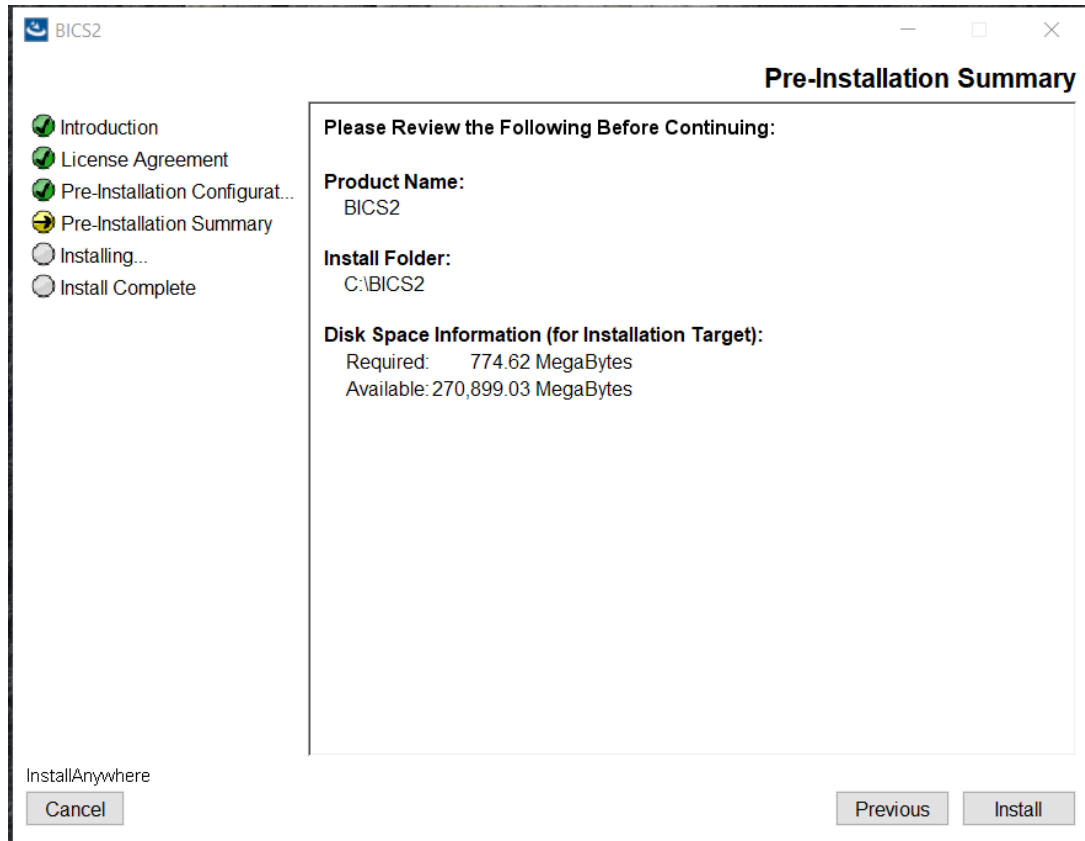 BICS2
Pre-Installation Summary
Introduction
License Agreement
Pre-Installation Configurat...
Pre-Installation Summary
Installing...
Install Complete
Please Review the Following Before Continuing:
Product Name:
BICS2
Install Folder:
C:\BICS2
Disk Space Information (for Installation Target):
Required: 774.62 MegaBytes
Available: 270,899.03 MegaBytes
InstallAnywhere
Cancel Previous Install